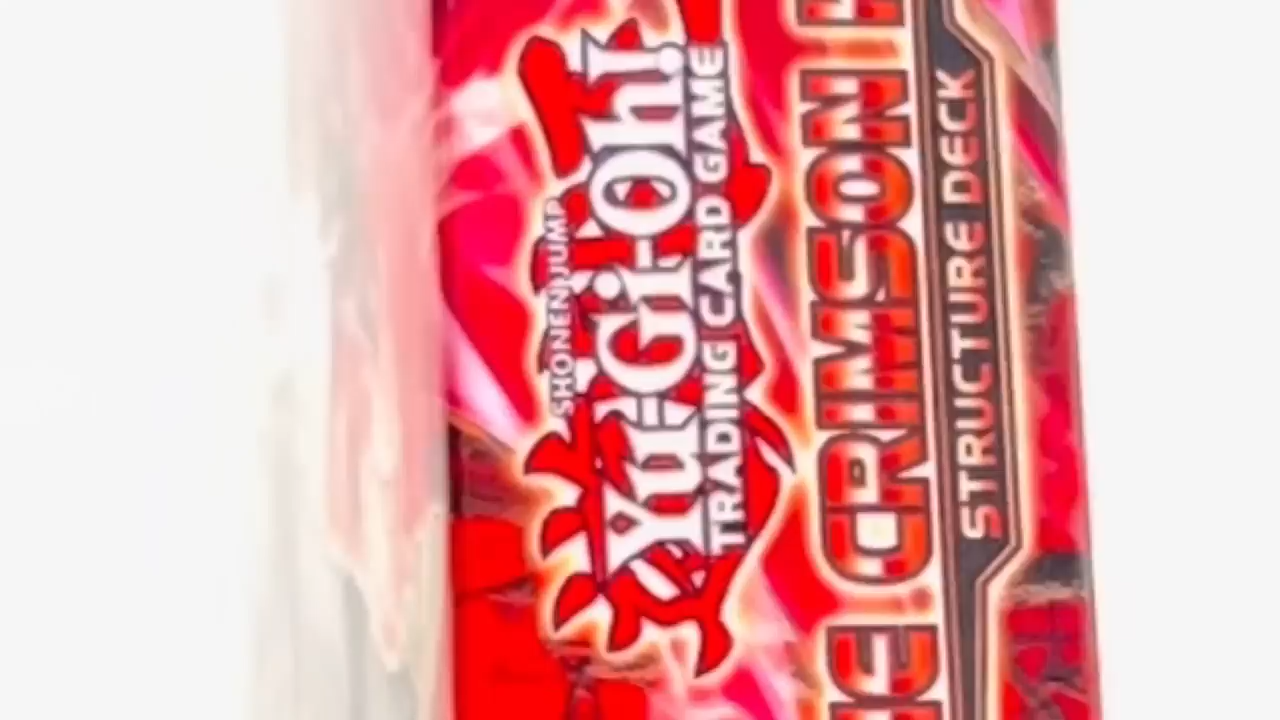 SHONEN JUMP
Yu-Gi-Oh!
TRADING CARD GAME
CRIMSON
STRUCTURE DECK